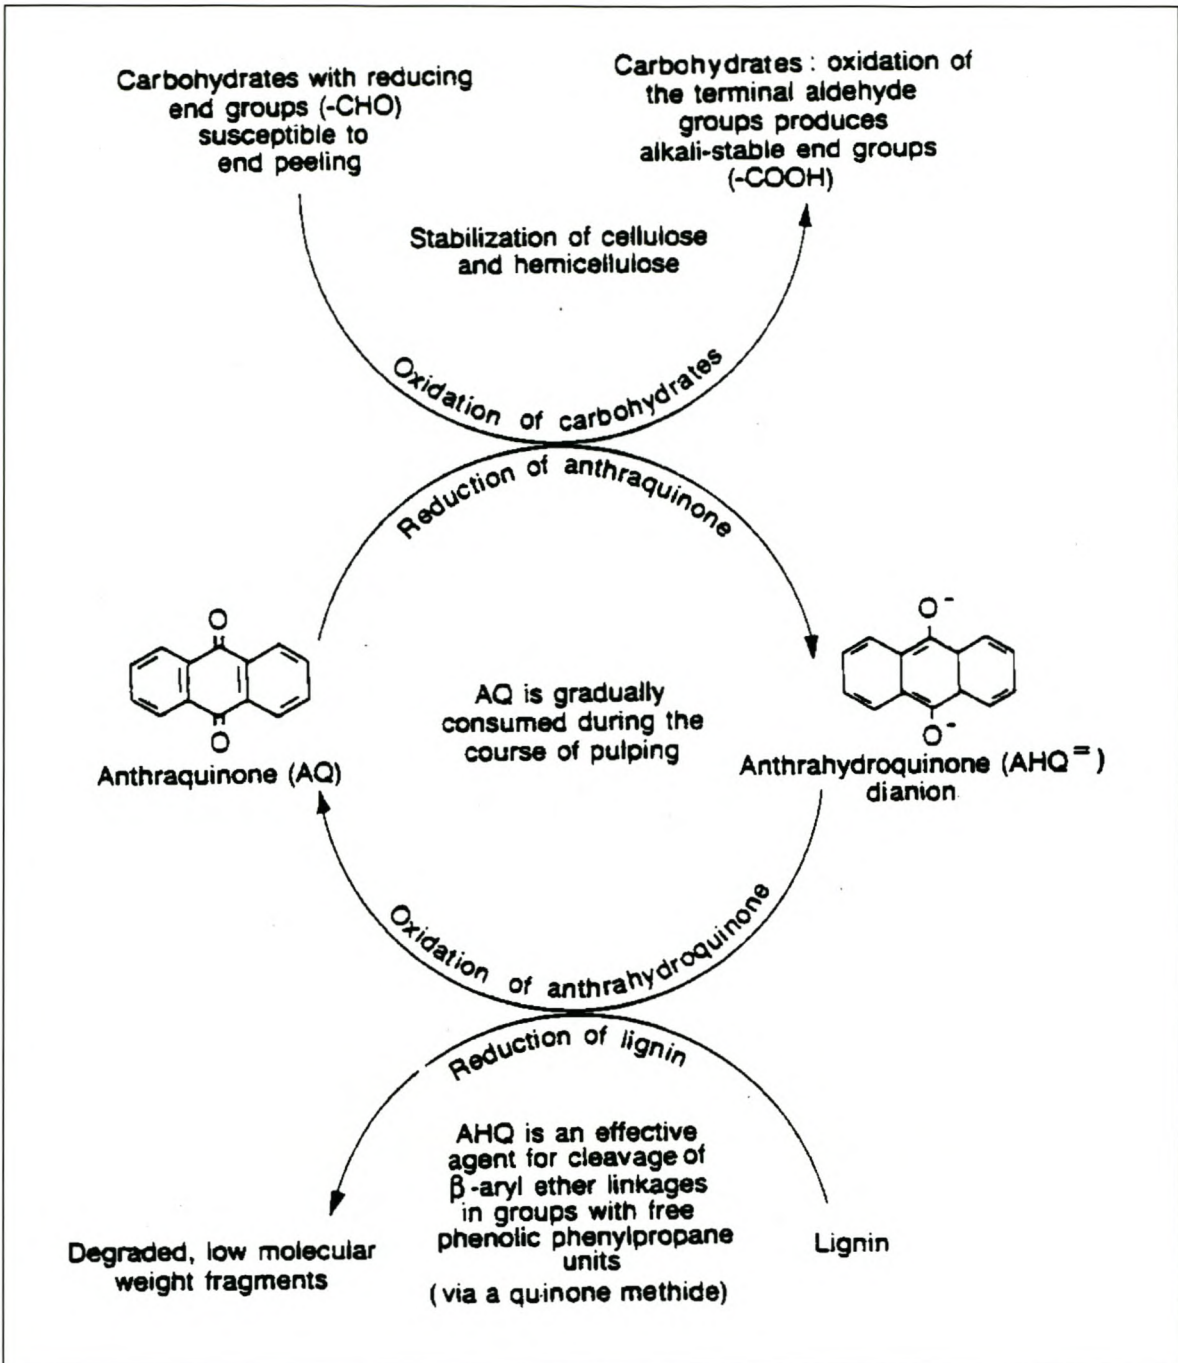 Carbohydrates with reducing
end groups (-CHO)
susceptible to
end peeling
Carbohydrates : oxidation of
the terminal aldehyde
groups produces
alkali-stable end groups
(-COOH)
Stabilization of cellulose
and hemicellulose
Oxidation of carbohydrates
Reduction of anthraquinone
O
O
Anthraquinone (AQ)
AQ is gradually
consumed during the
course of pulping
O⁻
O⁻
Anthrahydroquinone (AHQ⁼)
dianion
Oxidation of anthrahydroquinone
Reduction of lignin
AHQ is an effective
agent for cleavage of
β-aryl ether linkages
in groups with free
phenolic phenylpropane
units
(via a quinone methide)
Degraded, low molecular
weight fragments
Lignin